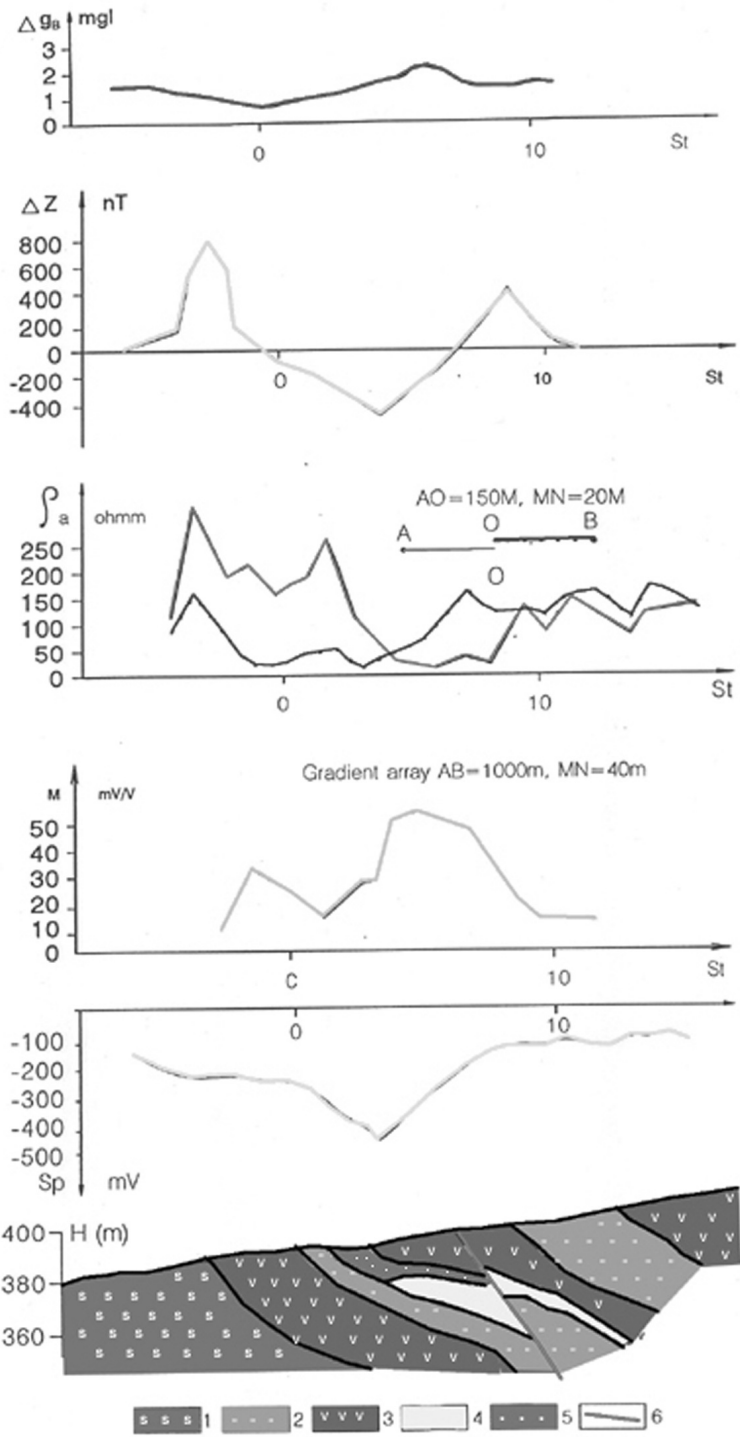 △ gB mgl
3
2
1
0
0
10
St
△ Z nT
800
600
400
200
0
-200
-400
0
10
St
ρa ohmm
AO=150M, MN=20M
A O B
O
250
200
150
100
50
0
0
10
St
Gradient array AB=1000m, MN=40m
M mV/V
50
40
30
20
10
0
C
10
St
0
10
-100
-200
-300
-400
-500
Sp mV
400 H (m)
380
360
s s s 1
2
v v v 3
4
5
6